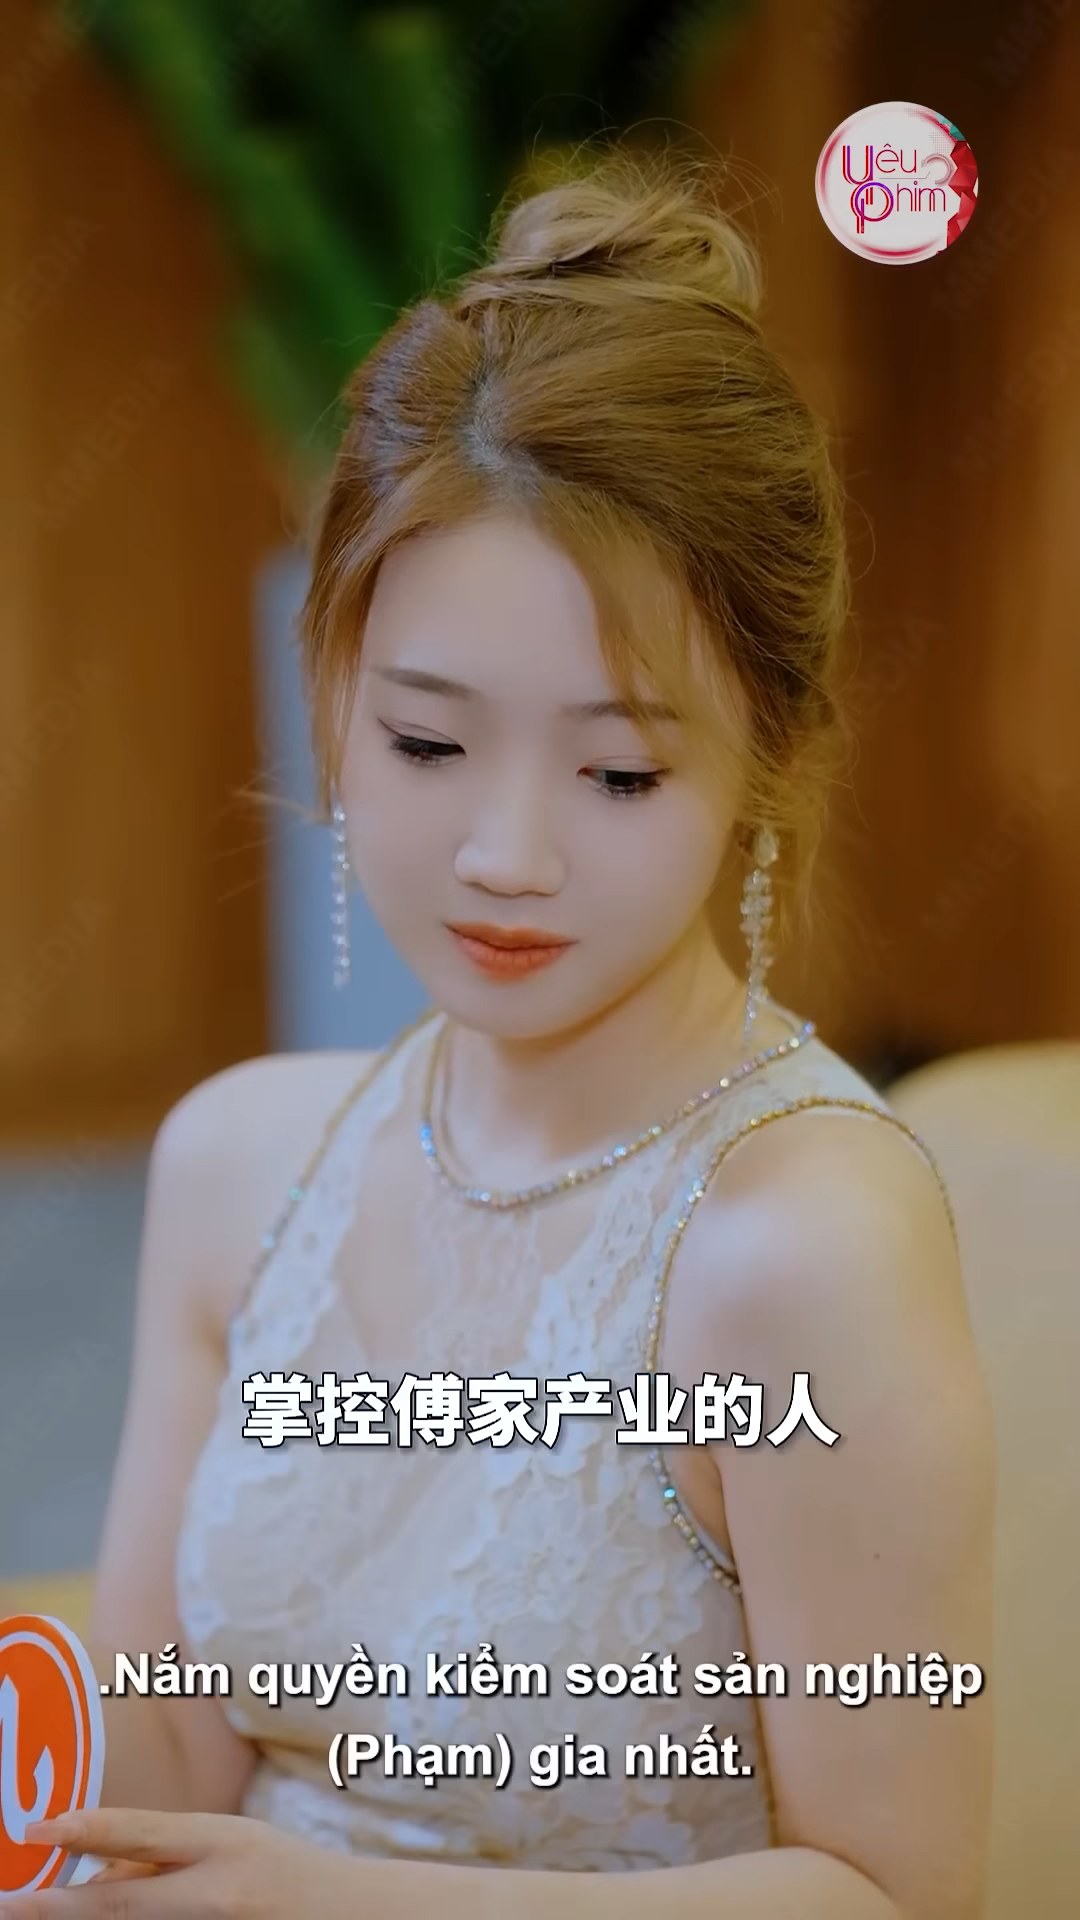 Yêu
Phim
掌控傅家产业的人
.Nắm quyền kiểm soát sản nghiệp
(Phạm) gia nhất.
MMEDIA